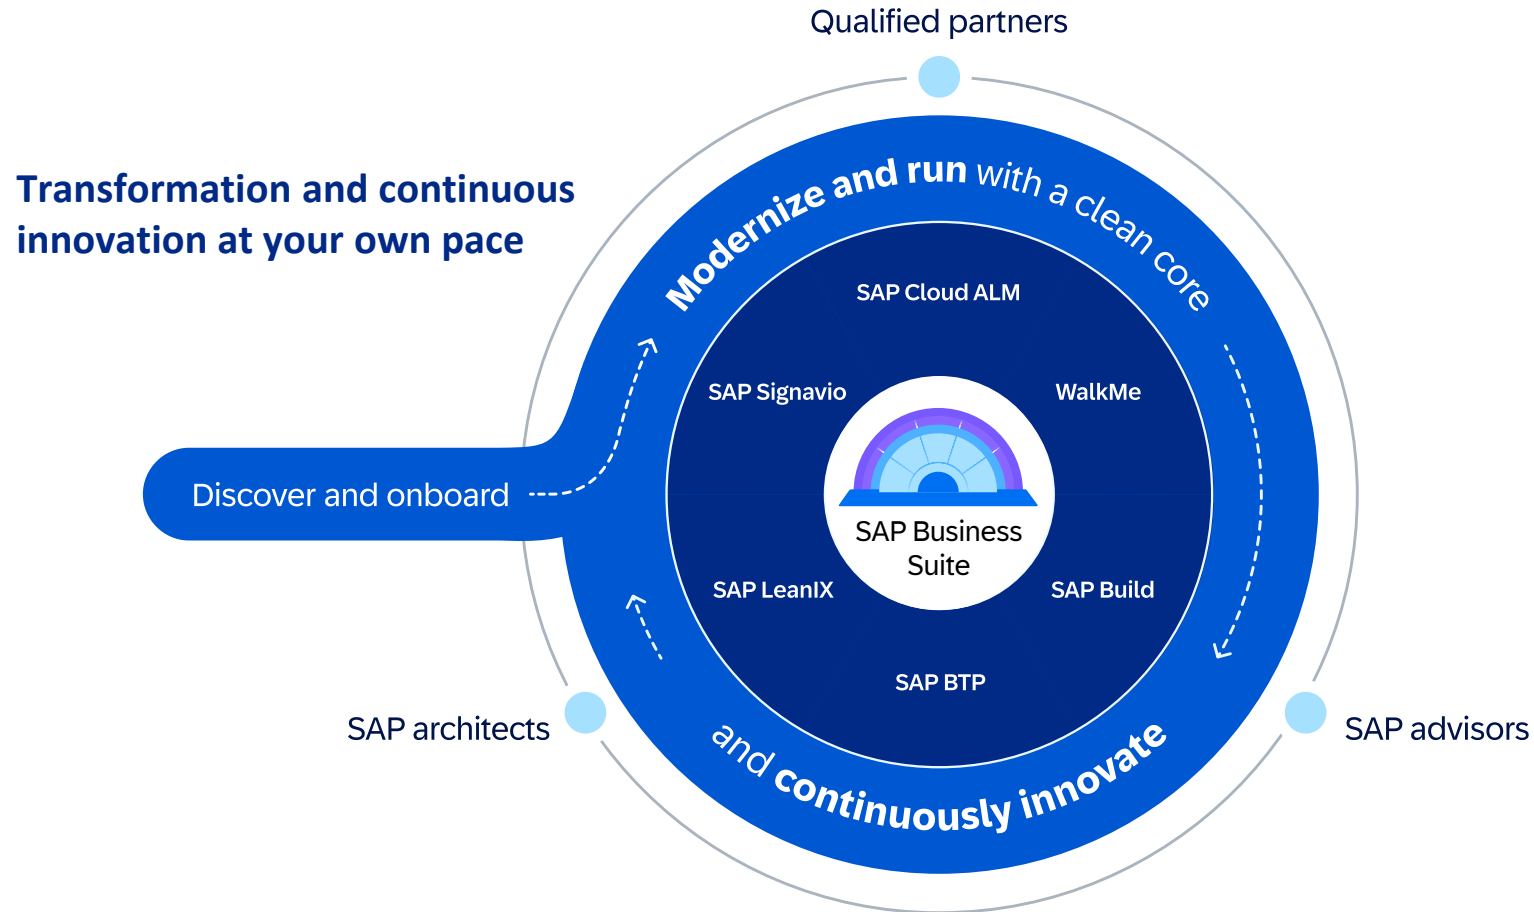 Qualified partners
Transformation and continuous
innovation at your own pace
Modernize and run with a clean core
SAP Cloud ALM
SAP Signavio
WalkMe
Discover and onboard
SAP Business
Suite
SAP LeanIX
SAP Build
SAP BTP
SAP architects
SAP advisors
and continuously innovate